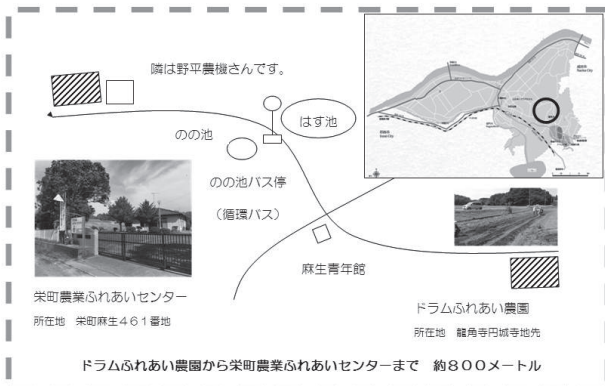 隣は野平農機さんです。
はす池
のの池
のの池バス停
（循環バス）
麻生青年館
栄町農業ふれあいセンター
所在地　栄町麻生４６１番地
ドラムふれあい農園
所在地　龍角寺円城寺地先
ドラムふれあい農園から栄町農業ふれあいセンターまで　約８００メートル